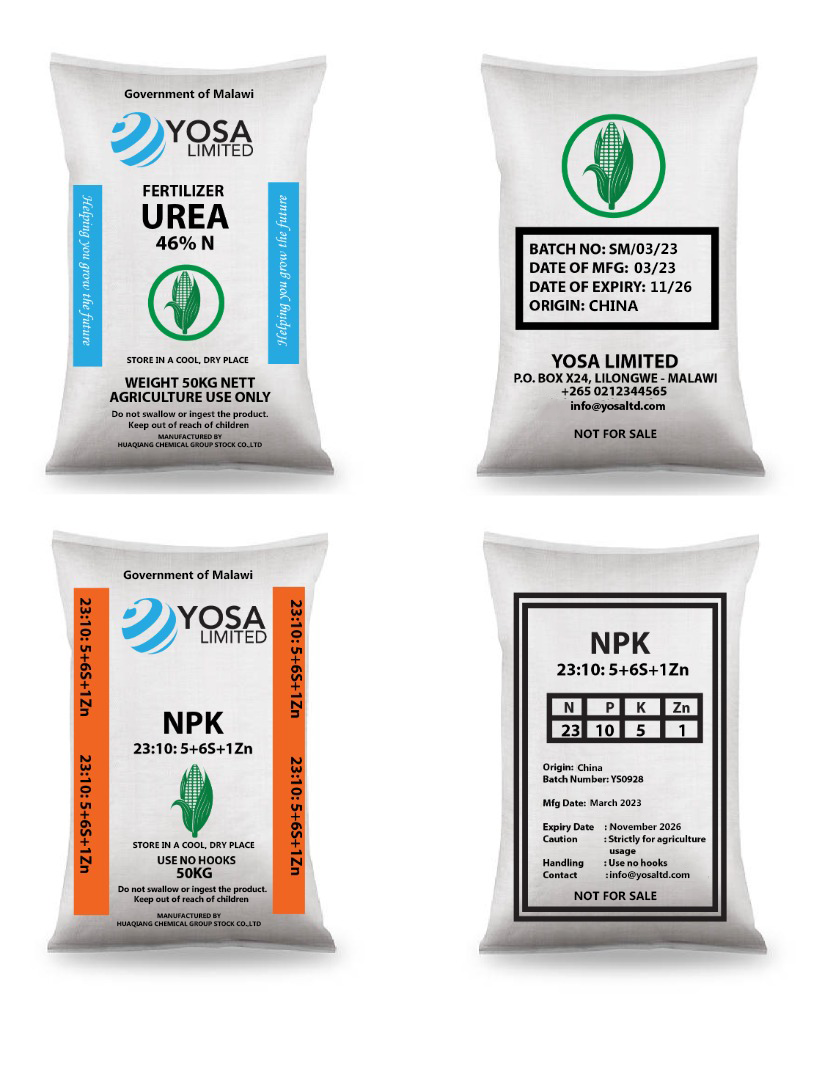 Government of Malawi
YOSA
LIMITED
FERTILIZER
UREA
46% N
Helping you grow the future
Helping you grow the future
STORE IN A COOL, DRY PLACE
WEIGHT 50KG NETT
AGRICULTURE USE ONLY
Do not swallow or ingest the product.
Keep out of reach of children
MANUFACTURED BY
HUAQIANG CHEMICAL GROUP STOCK CO.,LTD
BATCH NO: SM/03/23
DATE OF MFG: 03/23
DATE OF EXPIRY: 11/26
ORIGIN: CHINA
YOSA LIMITED
P.O. BOX X24, LILONGWE - MALAWI
+265 0212344565
info@yosaltd.com
NOT FOR SALE
Government of Malawi
YOSA
LIMITED
23:10: 5+6S+1Zn
23:10: 5+6S+1Zn
23:10: 5+6S+1Zn
23:10: 5+6S+1Zn
NPK
23:10: 5+6S+1Zn
STORE IN A COOL, DRY PLACE
USE NO HOOKS
50KG
Do not swallow or ingest the product.
Keep out of reach of children
MANUFACTURED BY
HUAQIANG CHEMICAL GROUP STOCK CO.,LTD
NPK
23:10: 5+6S+1Zn
N P K Zn
23 10 5 1
Origin: China
Batch Number: YS0928
Mfg Date: March 2023
Expiry Date : November 2026
Caution : Strictly for agriculture
usage
Handling : Use no hooks
Contact : info@yosaltd.com
NOT FOR SALE